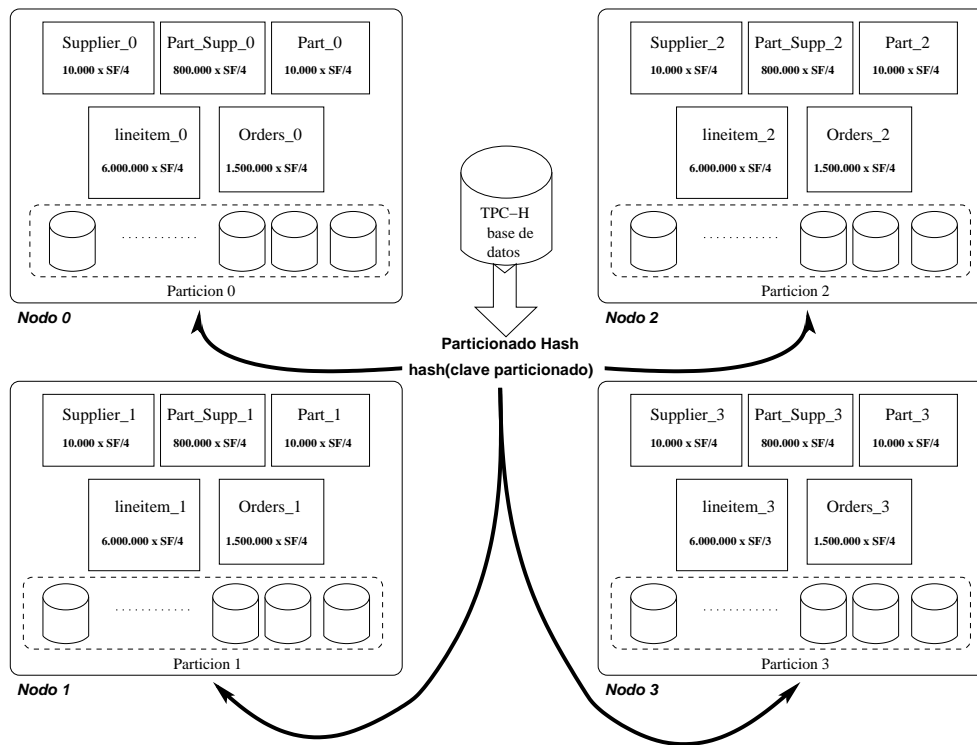 Supplier_0
10.000 x SF/4
Part_Supp_0
800.000 x SF/4
Part_0
10.000 x SF/4
lineitem_0
6.000.000 x SF/4
Orders_0
1.500.000 x SF/4
Particion 0
Nodo 0
Supplier_2
10.000 x SF/4
Part_Supp_2
800.000 x SF/4
Part_2
10.000 x SF/4
lineitem_2
6.000.000 x SF/4
Orders_2
1.500.000 x SF/4
Particion 2
Nodo 2
TPC−H
base de
datos
Particionado Hash
hash(clave particionado)
Supplier_1
10.000 x SF/4
Part_Supp_1
800.000 x SF/4
Part_1
10.000 x SF/4
lineitem_1
6.000.000 x SF/4
Orders_1
1.500.000 x SF/4
Particion 1
Nodo 1
Supplier_3
10.000 x SF/4
Part_Supp_3
800.000 x SF/4
Part_3
10.000 x SF/4
lineitem_3
6.000.000 x SF/3
Orders_3
1.500.000 x SF/4
Particion 3
Nodo 3